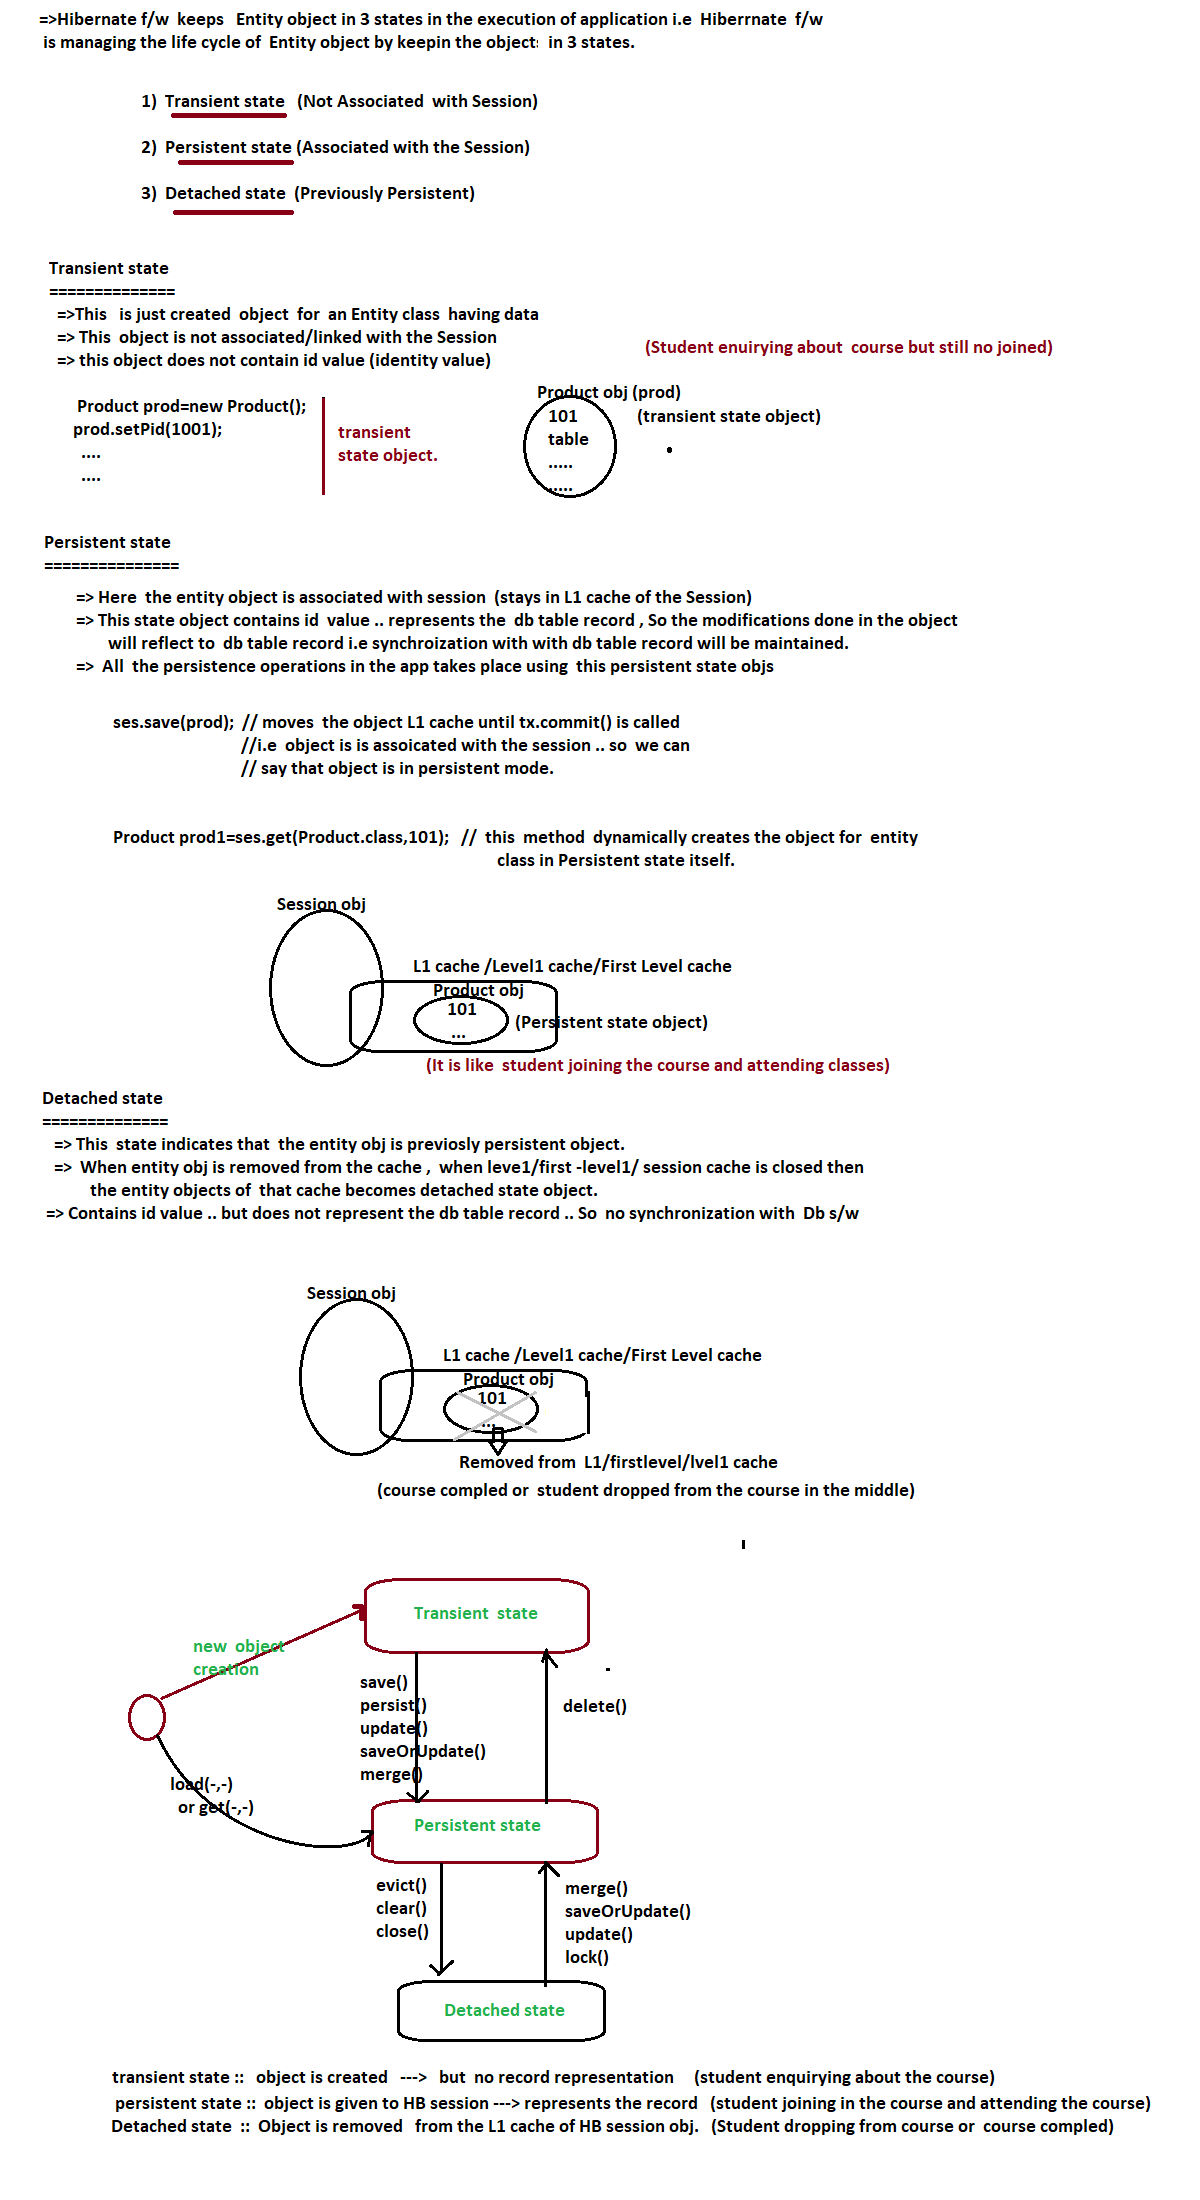 =>Hibernate f/w keeps Entity object in 3 states in the execution of application i.e Hiberrnate f/w
is managing the life cycle of Entity object by keepin the objects in 3 states.
1) Transient state (Not Associated with Session)
2) Persistent state (Associated with the Session)
3) Detached state (Previously Persistent)
Transient state
==============
=>This is just created object for an Entity class having data
=> This object is not associated/linked with the Session
=> this object does not contain id value (identity value)
(Student enuirying about course but still no joined)
Product prod=new Product();
prod.setPid(1001);
....
....
transient
state object.
Product obj (prod)
101
(transient state object)
table
.....
.....
Persistent state
===============
=> Here the entity object is associated with session (stays in L1 cache of the Session)
=> This state object contains id value .. represents the db table record , So the modifications done in the object
will reflect to db table record i.e synchroization with with db table record will be maintained.
=> All the persistence operations in the app takes place using this persistent state objs
ses.save(prod); // moves the object L1 cache until tx.commit() is called
//i.e object is is assoicated with the session .. so we can
// say that object is in persistent mode.
Product prod1=ses.get(Product.class,101); // this method dynamically creates the object for entity
class in Persistent state itself.
Session obj
L1 cache /Level1 cache/First Level cache
Product obj
101
...
(Persistent state object)
(It is like student joining the course and attending classes)
Detached state
==============
=> This state indicates that the entity obj is previosly persistent object.
=> When entity obj is removed from the cache , when leve1/first -level1/ session cache is closed then
the entity objects of that cache becomes detached state object.
=> Contains id value .. but does not represent the db table record .. So no synchronization with Db s/w
Session obj
L1 cache /Level1 cache/First Level cache
Product obj
101
...
Removed from L1/firstlevel/lvel1 cache
(course compled or student dropped from the course in the middle)
Transient state
new object
creation
save()
persist()
update()
saveOrUpdate()
merge()
delete()
load(-,-)
or get(-,-)
Persistent state
evict()
clear()
close()
merge()
saveOrUpdate()
update()
lock()
Detached state
transient state :: object is created ---> but no record representation (student enquirying about the course)
persistent state :: object is given to HB session ---> represents the record (student joining in the course and attending the course)
Detached state :: Object is removed from the L1 cache of HB session obj. (Student dropping from course or course compled)